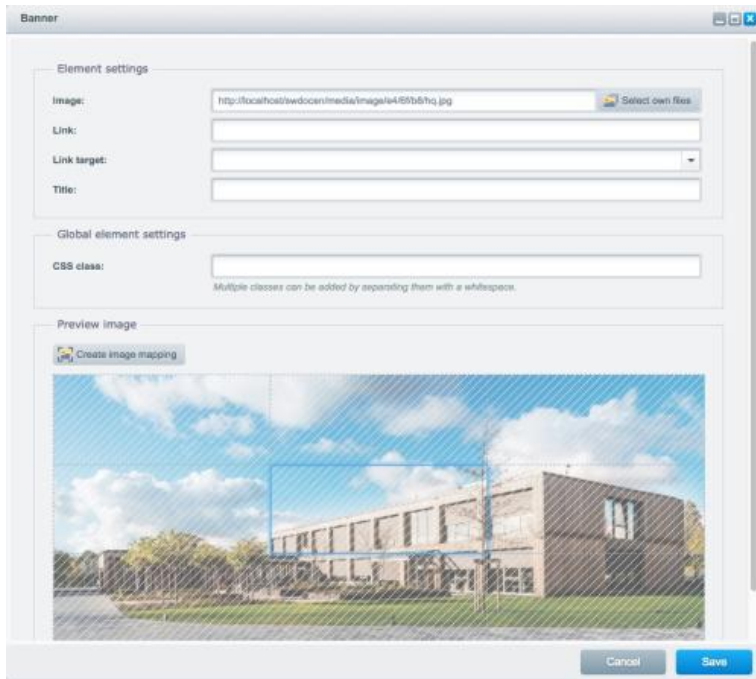 Banner
Element settings
Image:
http://localhost/swdocen/media/image/e4/6f/b8/hq.jpg
Select own files
Link:
Link target:
Title:
Global element settings
CSS class:
Multiple classes can be added by separating them with a whitespace.
Preview image
Create image mapping
Cancel
Save